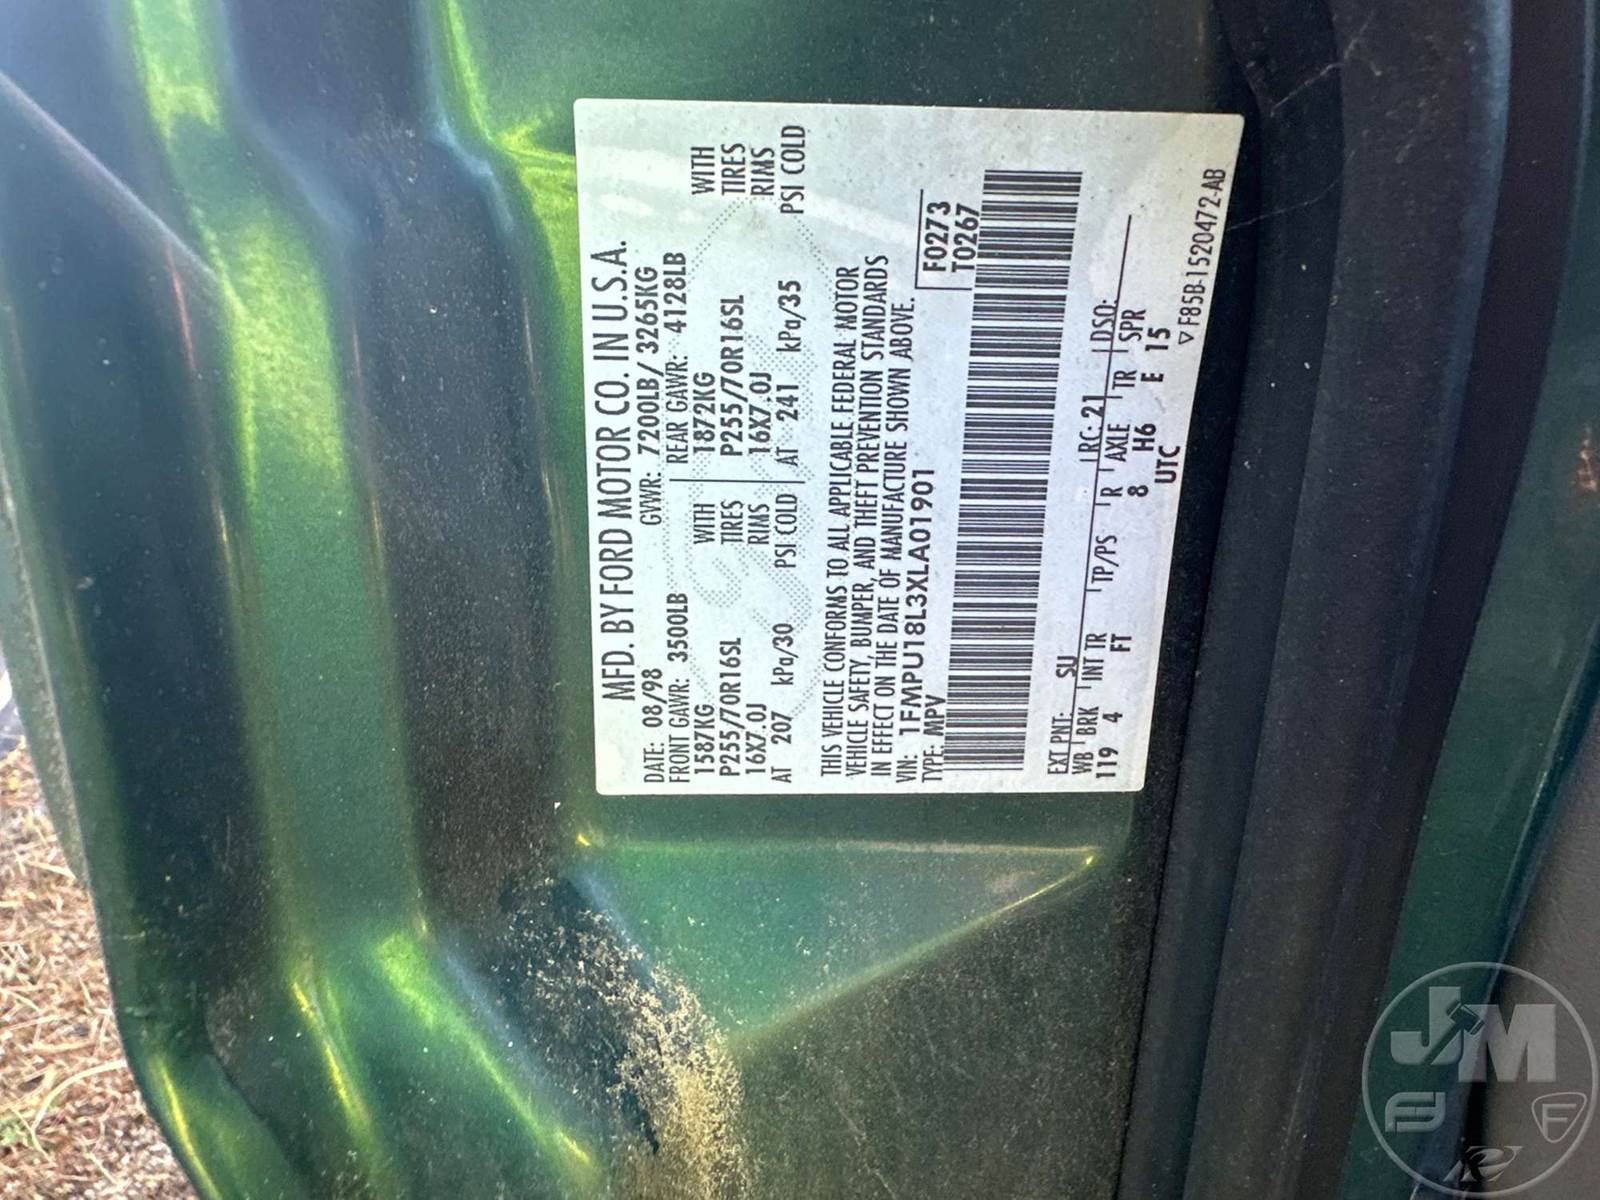 MFD. BY FORD MOTOR CO. IN U.S.A.
DATE: 08/98 GVWR: 7200LB/ 3265KG
FRONT GAWR: 3500LB REAR GAWR: 4128LB
1587KG WITH 1872KG WITH
P255/70R16SL TIRES P255/70R16SL TIRES
16X7.0J RIMS 16X7.0J RIMS
AT 207 kPa/30 PSI COLD AT 241 kPa/35 PSI COLD
THIS VEHICLE CONFORMS TO ALL APPLICABLE FEDERAL MOTOR
VEHICLE SAFETY, BUMPER, AND THEFT PREVENTION STANDARDS
IN EFFECT ON THE DATE OF MANUFACTURE SHOWN ABOVE.
VIN: 1FMPU18L3XLA01901 F0273
TYPE: MPV T0267
EXT PNT: SU RC: 21 DSO:
WB BRK INT TR TP/PS R AXLE TR SPR
119 4 FT 8 H6 E 15
UTC
F85B-1520472-AB
JM